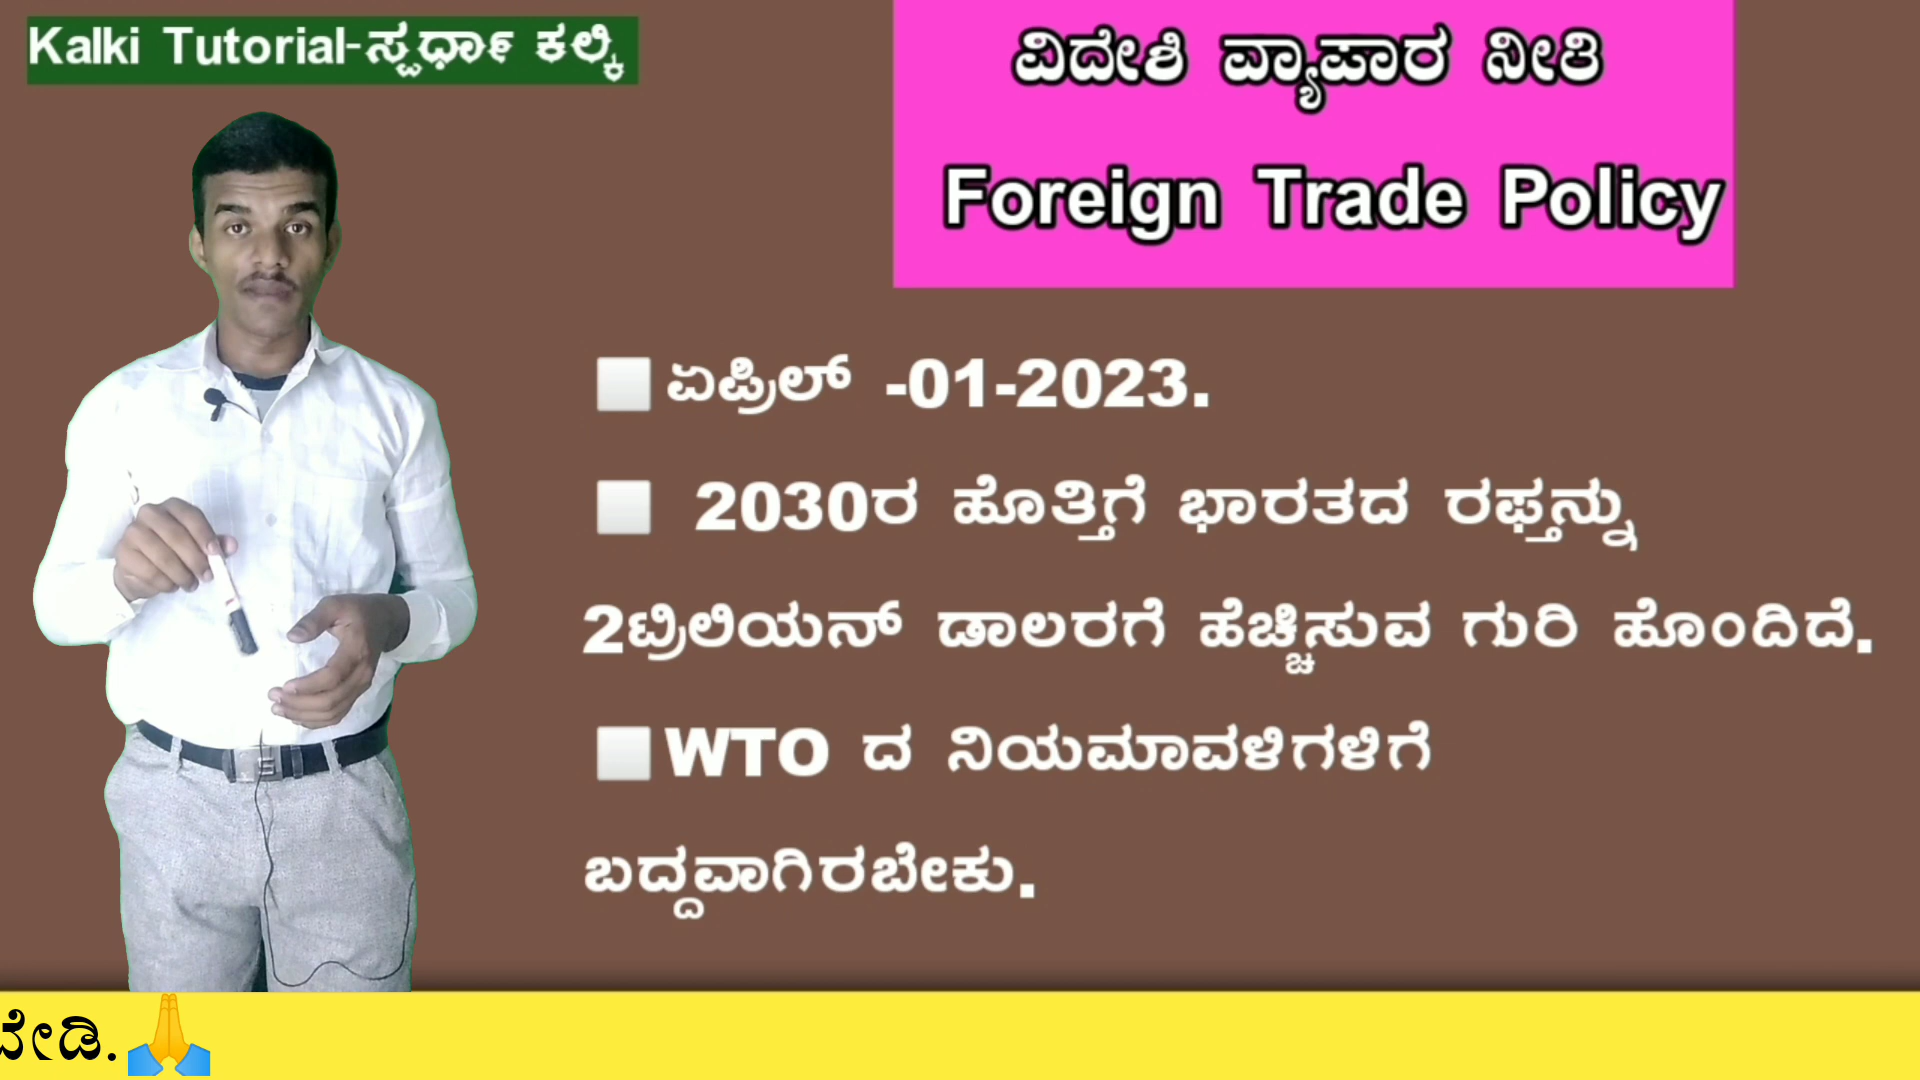 Kalki Tutorial-ಸ್ಪರ್ಧಾ ಕಲ್ಕಿ
ವಿದೇಶಿ ವ್ಯಾಪಾರ ನೀತಿ
Foreign Trade Policy
ಏಪ್ರಿಲ್ -01-2023.
2030ರ ಹೊತ್ತಿಗೆ ಭಾರತದ ರಫ್ತನ್ನು
2ಟ್ರಿಲಿಯನ್ ಡಾಲರಗೆ ಹೆಚ್ಚಿಸುವ ಗುರಿ ಹೊಂದಿದೆ.
WTO ದ ನಿಯಮಾವಳಿಗಳಿಗೆ
ಬದ್ದವಾಗಿರಬೇಕು.